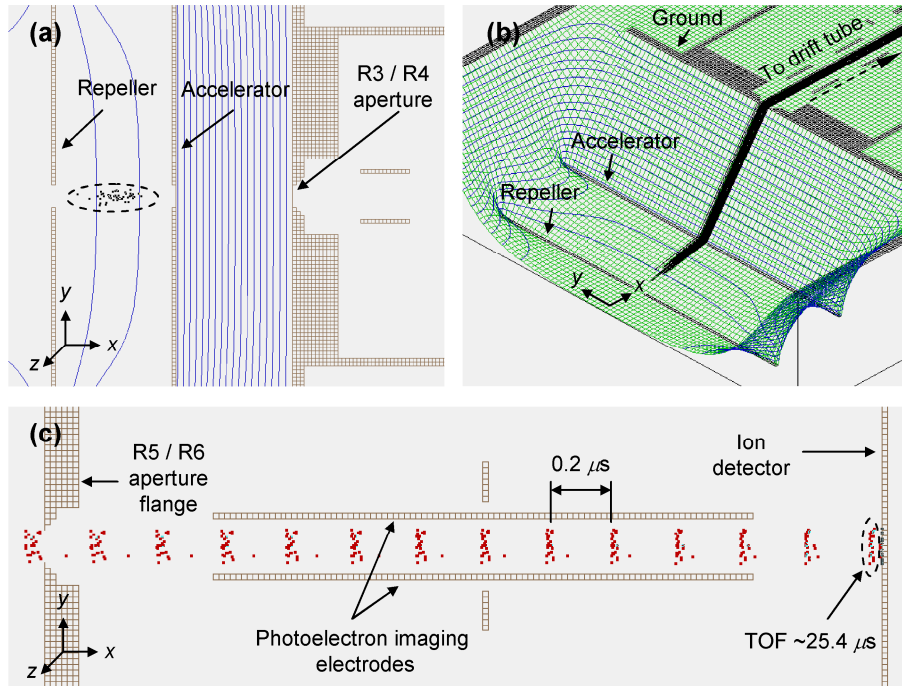 (a)
Repeller
Accelerator
R3 / R4
aperture
y
z
x
(b)
Ground
To drift tube
Accelerator
Repeller
y
x
(c)
R5 / R6
aperture
flange
0.2 μs
Ion
detector
y
z
x
Photoelectron imaging
electrodes
TOF ~25.4 μs